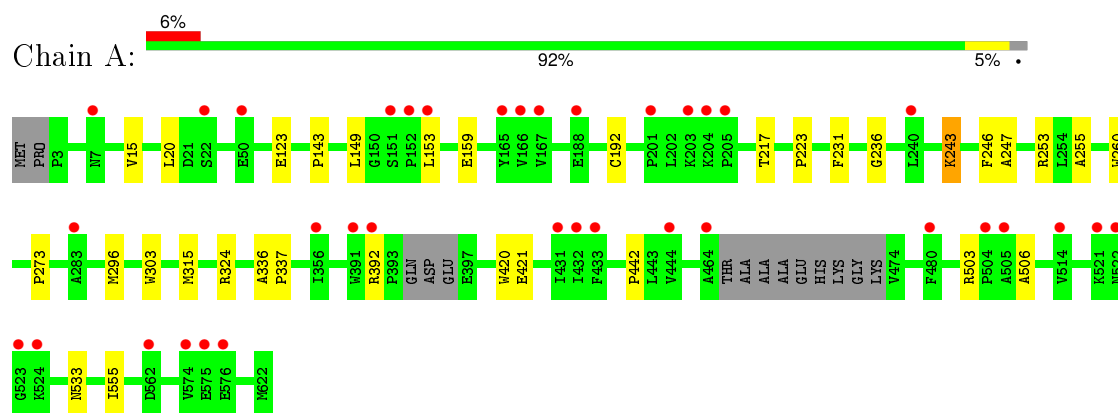 6%
Chain A:
92%
5%
MET PRO P3 N7 V15 L20 D21 S22 E50 E123 P143 L149 G150 S151 P152 L153 E159 Y165 V166 V167 E188 C192 P201 L202 K203 K204 P205 T217 P223 F231 G236 L240 K243 F246 A247 R253 L254 A255
P273 A283 M296 W303 M315 R324 A336 P337 I356 W391 R392 P393 GLN ASP GLU E397 W420 E421 I431 I432 F433 P442 L443 V444 A464 THR ALA ALA ALA GLU HIS LYS GLY LYS V474 F480 R503 P504 A505 A506 V514 K521 N522
G523 K524 N533 I555 D562 V574 E575 E576 M622